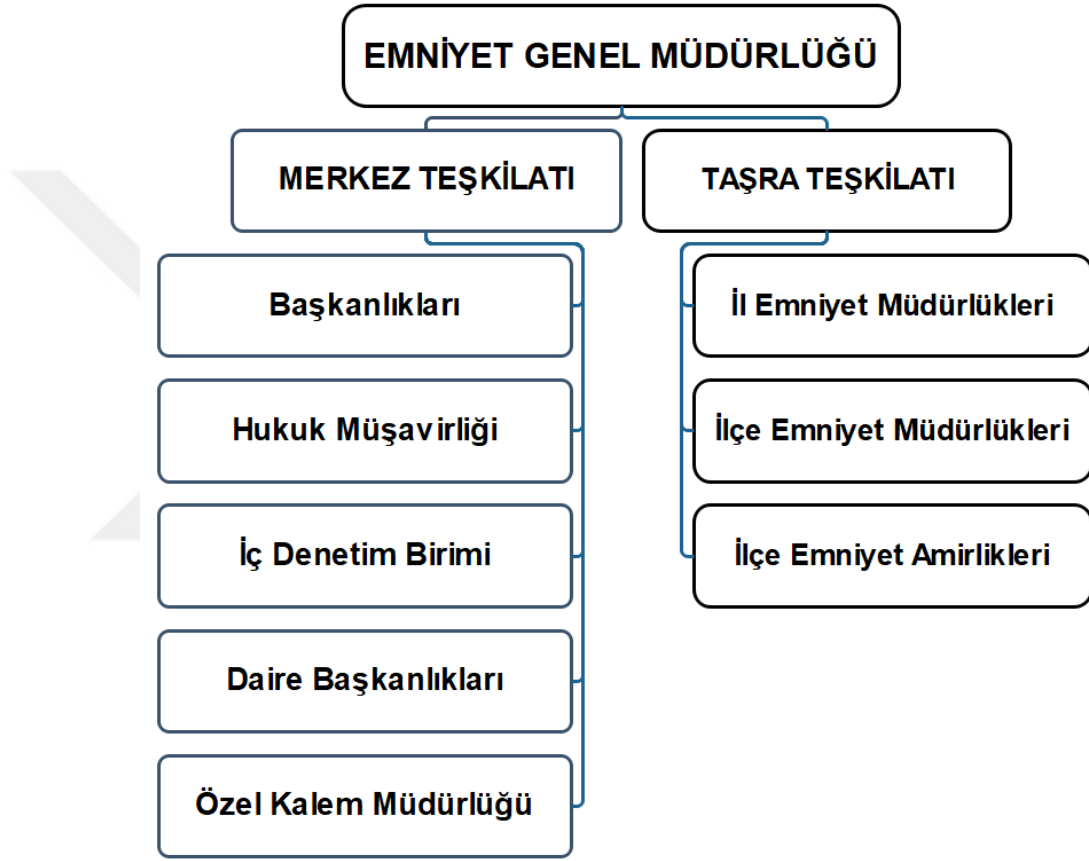 EMNİYET GENEL MÜDÜRLÜĞÜ
MERKEZ TEŞKİLATI
TAŞRA TEŞKİLATI
Başkanlıkları
Hukuk Müşavirliği
İç Denetim Birimi
Daire Başkanlıkları
Özel Kalem Müdürlüğü
İl Emniyet Müdürlükleri
İlçe Emniyet Müdürlükleri
İlçe Emniyet Amirlikleri